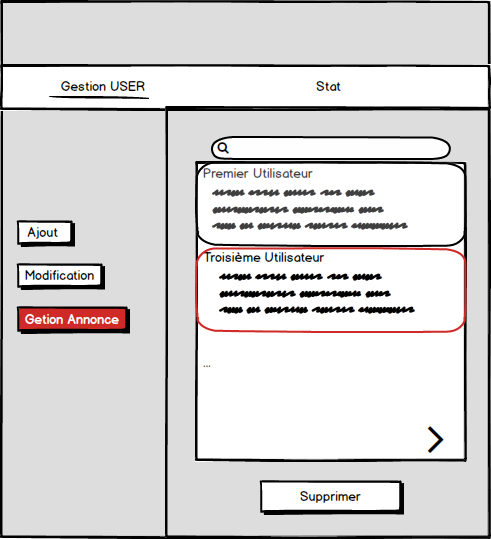 Gestion USER
Stat
Premier Utilisateur
Ajout
Troisième Utilisateur
Modification
Getion Annonce
...
Supprimer